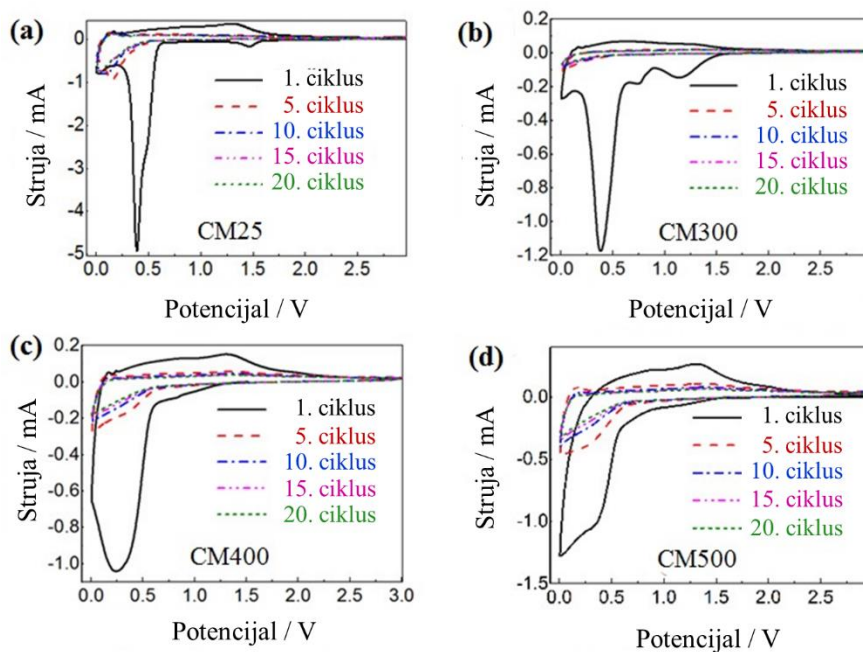 (a)
Struja / mA
0
-1
-2
-3
-4
-5
1. ciklus
5. ciklus
10. ciklus
15. ciklus
20. ciklus
CM25
0.0 0.5 1.0 1.5 2.0 2.5
Potencijal / V
(b)
Struja / mA
0.2
0.0
-0.2
-0.4
-0.6
-0.8
-1.0
-1.2
1. ciklus
5. ciklus
10. ciklus
15. ciklus
20. ciklus
CM300
0.0 0.5 1.0 1.5 2.0 2.5
Potencijal / V
(c)
Struja / mA
0.2
0.0
-0.2
-0.4
-0.6
-0.8
-1.0
1. ciklus
5. ciklus
10. ciklus
15. ciklus
20. ciklus
CM400
0.0 0.5 1.0 1.5 2.0 2.5 3.0
Potencijal / V
(d)
Struja / mA
0.5
0.0
-0.5
-1.0
-1.5
1. ciklus
5. ciklus
10. ciklus
15. ciklus
20. ciklus
CM500
0.0 0.5 1.0 1.5 2.0 2.5
Potencijal / V